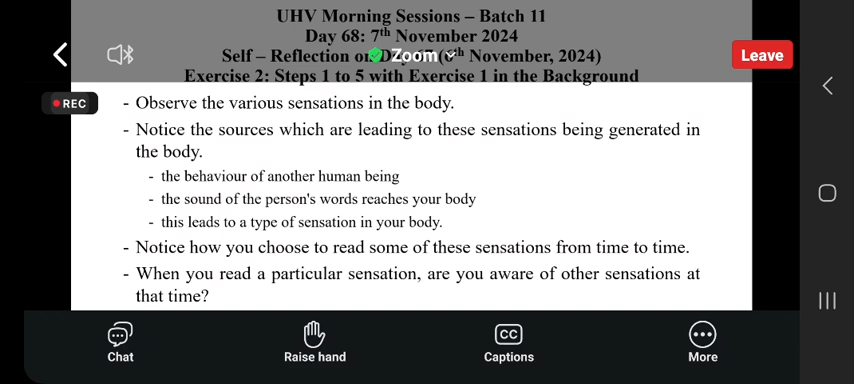 UHV Morning Sessions – Batch 11
Day 68: 7th November 2024
Self – Reflection on Day 67 (6th November, 2024)
Zoom
Leave
Exercise 2: Steps 1 to 5 with Exercise 1 in the Background
REC
- Observe the various sensations in the body.
- Notice the sources which are leading to these sensations being generated in
the body.
- the behaviour of another human being
- the sound of the person's words reaches your body
- this leads to a type of sensation in your body.
- Notice how you choose to read some of these sensations from time to time.
- When you read a particular sensation, are you aware of other sensations at
that time?
Chat
Raise hand
CC
Captions
More